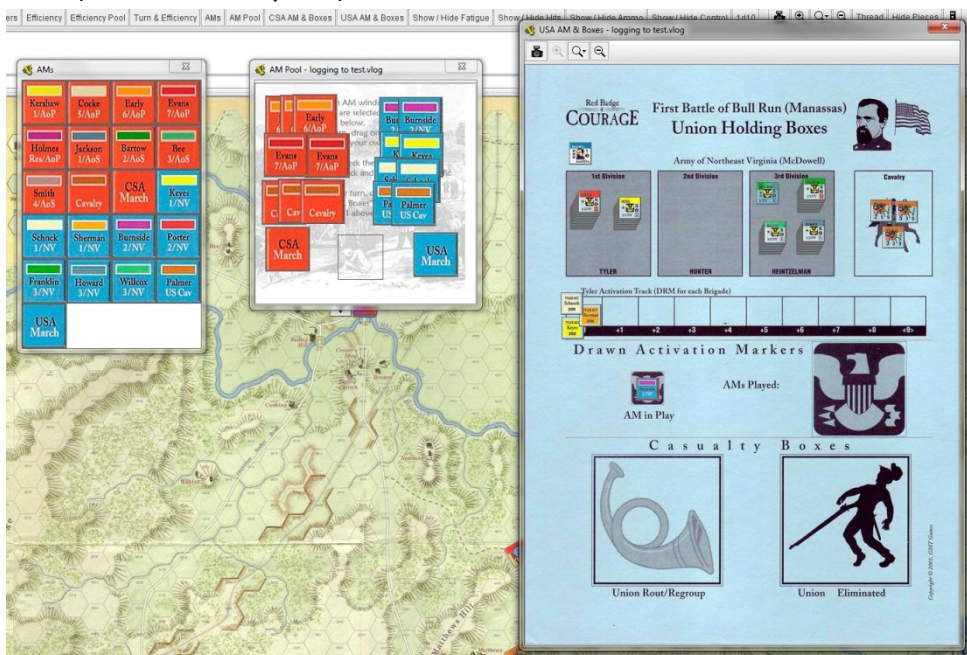 ers Efficiency Efficiency Pool Turn & Efficiency AMs AM Pool CSA AM & Boxes USA AM & Boxes Show / Hide Fatigue Show / Hide Hits Show / Hide Ammo Show / Hide Control 1d10 Thread Hide Pieces
AMs
Kershaw
1/AoP
Cocke
5/AoP
Early
6/AoP
Evans
7/AoP
Holmes
Res/AoP
Jackson
1/AoS
Bartow
2/AoS
Bee
3/AoS
Smith
4/AoS
Cavalry
CSA
March
Keyes
1/NV
Schnck
1/NV
Sherman
1/NV
Burnside
2/NV
Porter
2/NV
Franklin
3/NV
Howard
3/NV
Willcox
3/NV
Palmer
US Cav
USA
March
AM Pool - logging to test.vlog
Early
6/AoP
Burnside
2/NV
Evans
7/AoP
Evans
7/AoP
Keyes
Cav
Cavalry
Palmer
US Cav
CSA
March
USA
March
USA AM & Boxes - logging to test.vlog
Red Badge
of COURAGE
First Battle of Bull Run (Manassas)
Union Holding Boxes
Army of Northeast Virginia (McDowell)
1st Division
2nd Division
3rd Division
Cavalry
TYLER
HUNTER
HEINTZELMAN
Tyler Activation Track (DRM for each Brigade)
+1 +2 +3 +4 +5 +6 +7 +8 +9>
Drawn Activation Markers
AMs Played:
AM in Play
Casualty Boxes
Union Rout/Regroup
Union Eliminated
Copyright © 2001, GMT Games
Matthews Hill